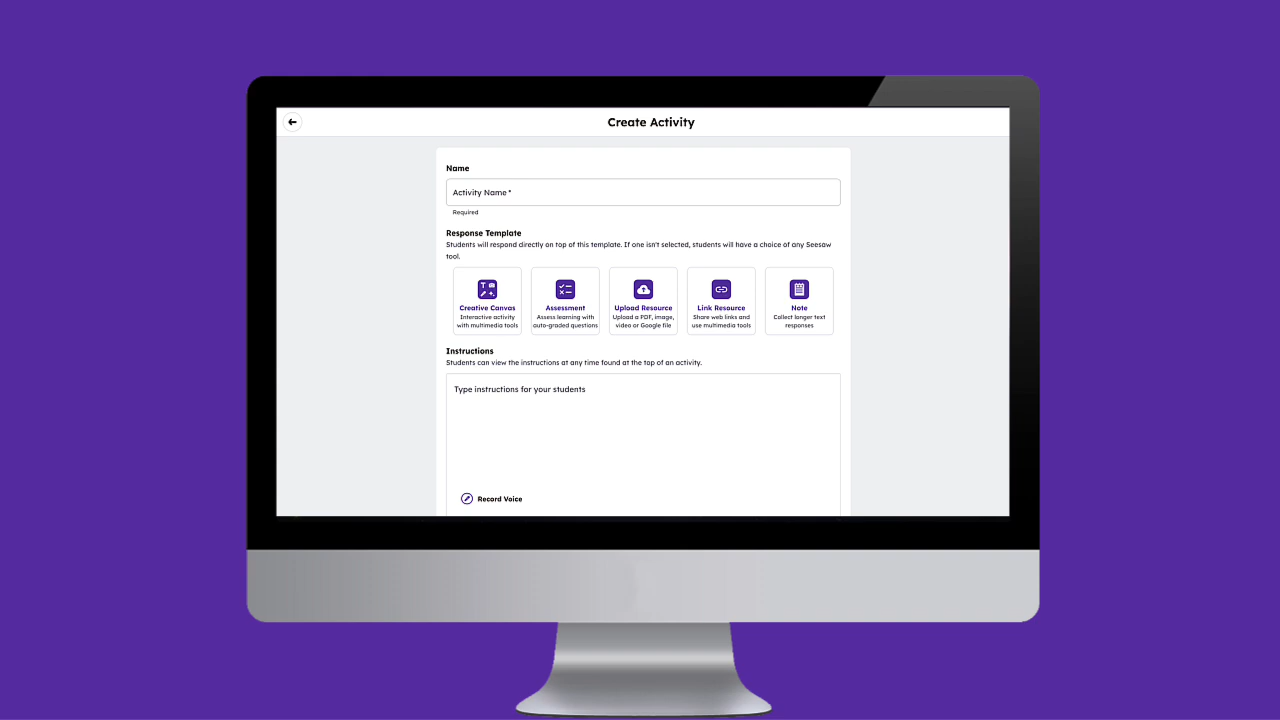 Create Activity
Name
Activity Name *
Required
Response Template
Students will respond directly on top of this template. If one isn't selected, students will have a choice of any Seesaw
tool.
Creative Canvas
Interactive activity
with multimedia tools
Assessment
Assess learning with
auto-graded questions
Upload Resource
Upload a PDF, image,
video or Google file
Link Resource
Share web links and
use multimedia tools
Note
Collect longer text
responses
Instructions
Students can view the instructions at any time found at the top of an activity.
Type instructions for your students
Record Voice